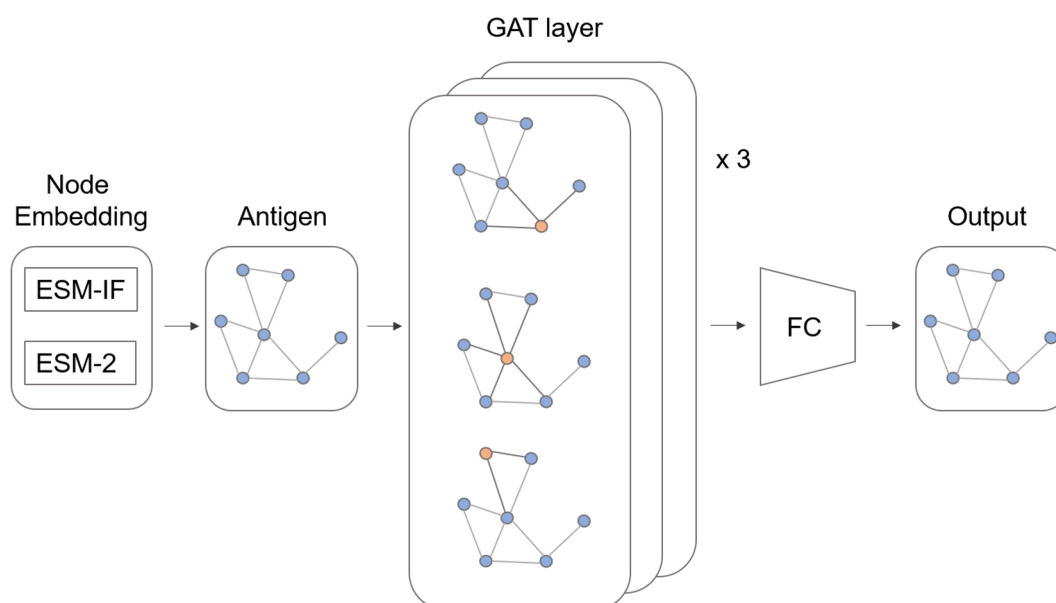 GAT layer
x 3
Node
Embedding
Antigen
Output
ESM-IF
ESM-2
FC